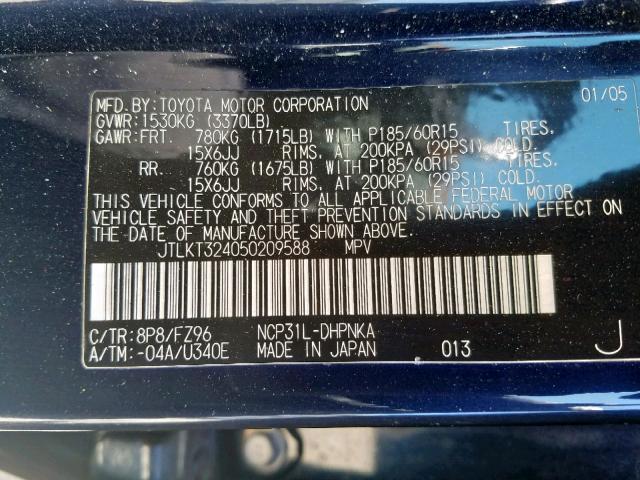 MFD.BY:TOYOTA MOTOR CORPORATION 01/05
GVWR:1530KG (3370LB)
GAWR:FRT. 780KG (1715LB) WITH P185/60R15 TIRES,
15X6JJ RIMS, AT 200KPA (29PSI) COLD.
RR. 760KG (1675LB) WITH P185/60R15 TIRES,
15X6JJ RIMS, AT 200KPA (29PSI) COLD.
THIS VEHICLE CONFORMS TO ALL APPLICABLE FEDERAL MOTOR
VEHICLE SAFETY AND THEFT PREVENTION STANDARDS IN EFFECT ON
THE DATE OF MANUFACTURE SHOWN ABOVE.
JTLKT324050209588 MPV
C/TR:8P8/FZ96 NCP31L-DHPNKA
A/TM:-04A/U340E MADE IN JAPAN 013 J